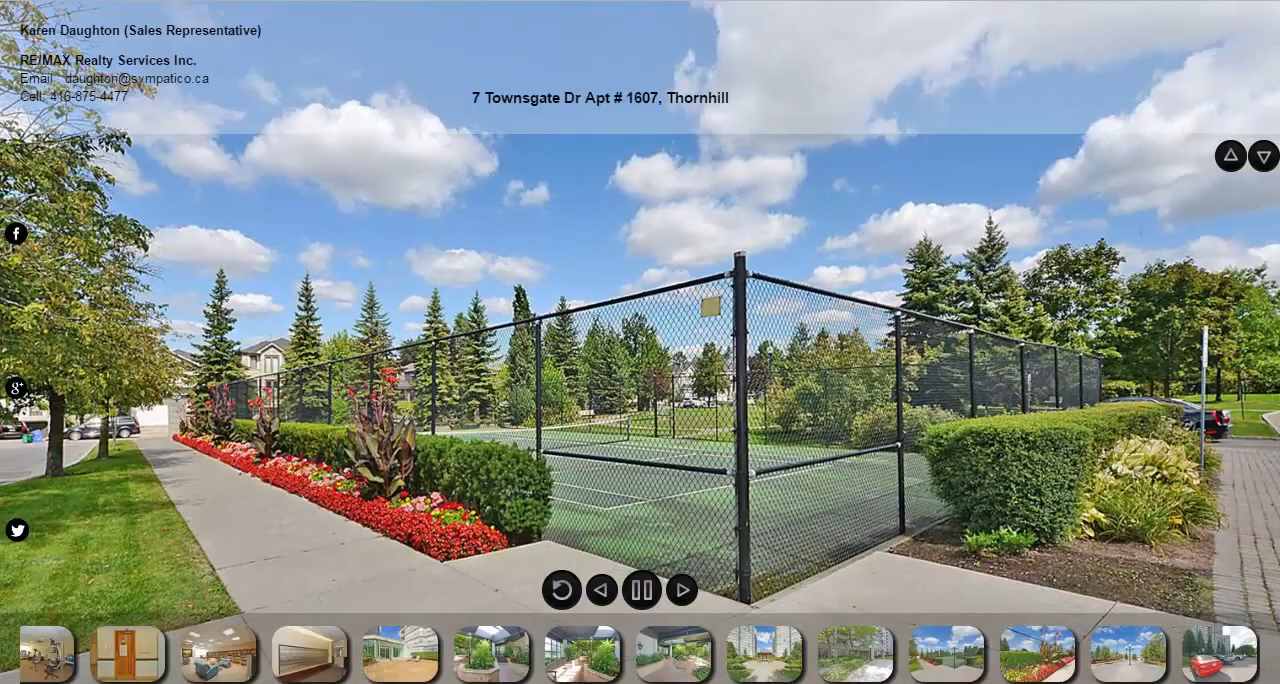 Karen Daughton (Sales Representative)
RE/MAX Realty Services Inc.
Email : daughton@sympatico.ca
Cell: 416-875-4477
7 Townsgate Dr Apt # 1607, Thornhill